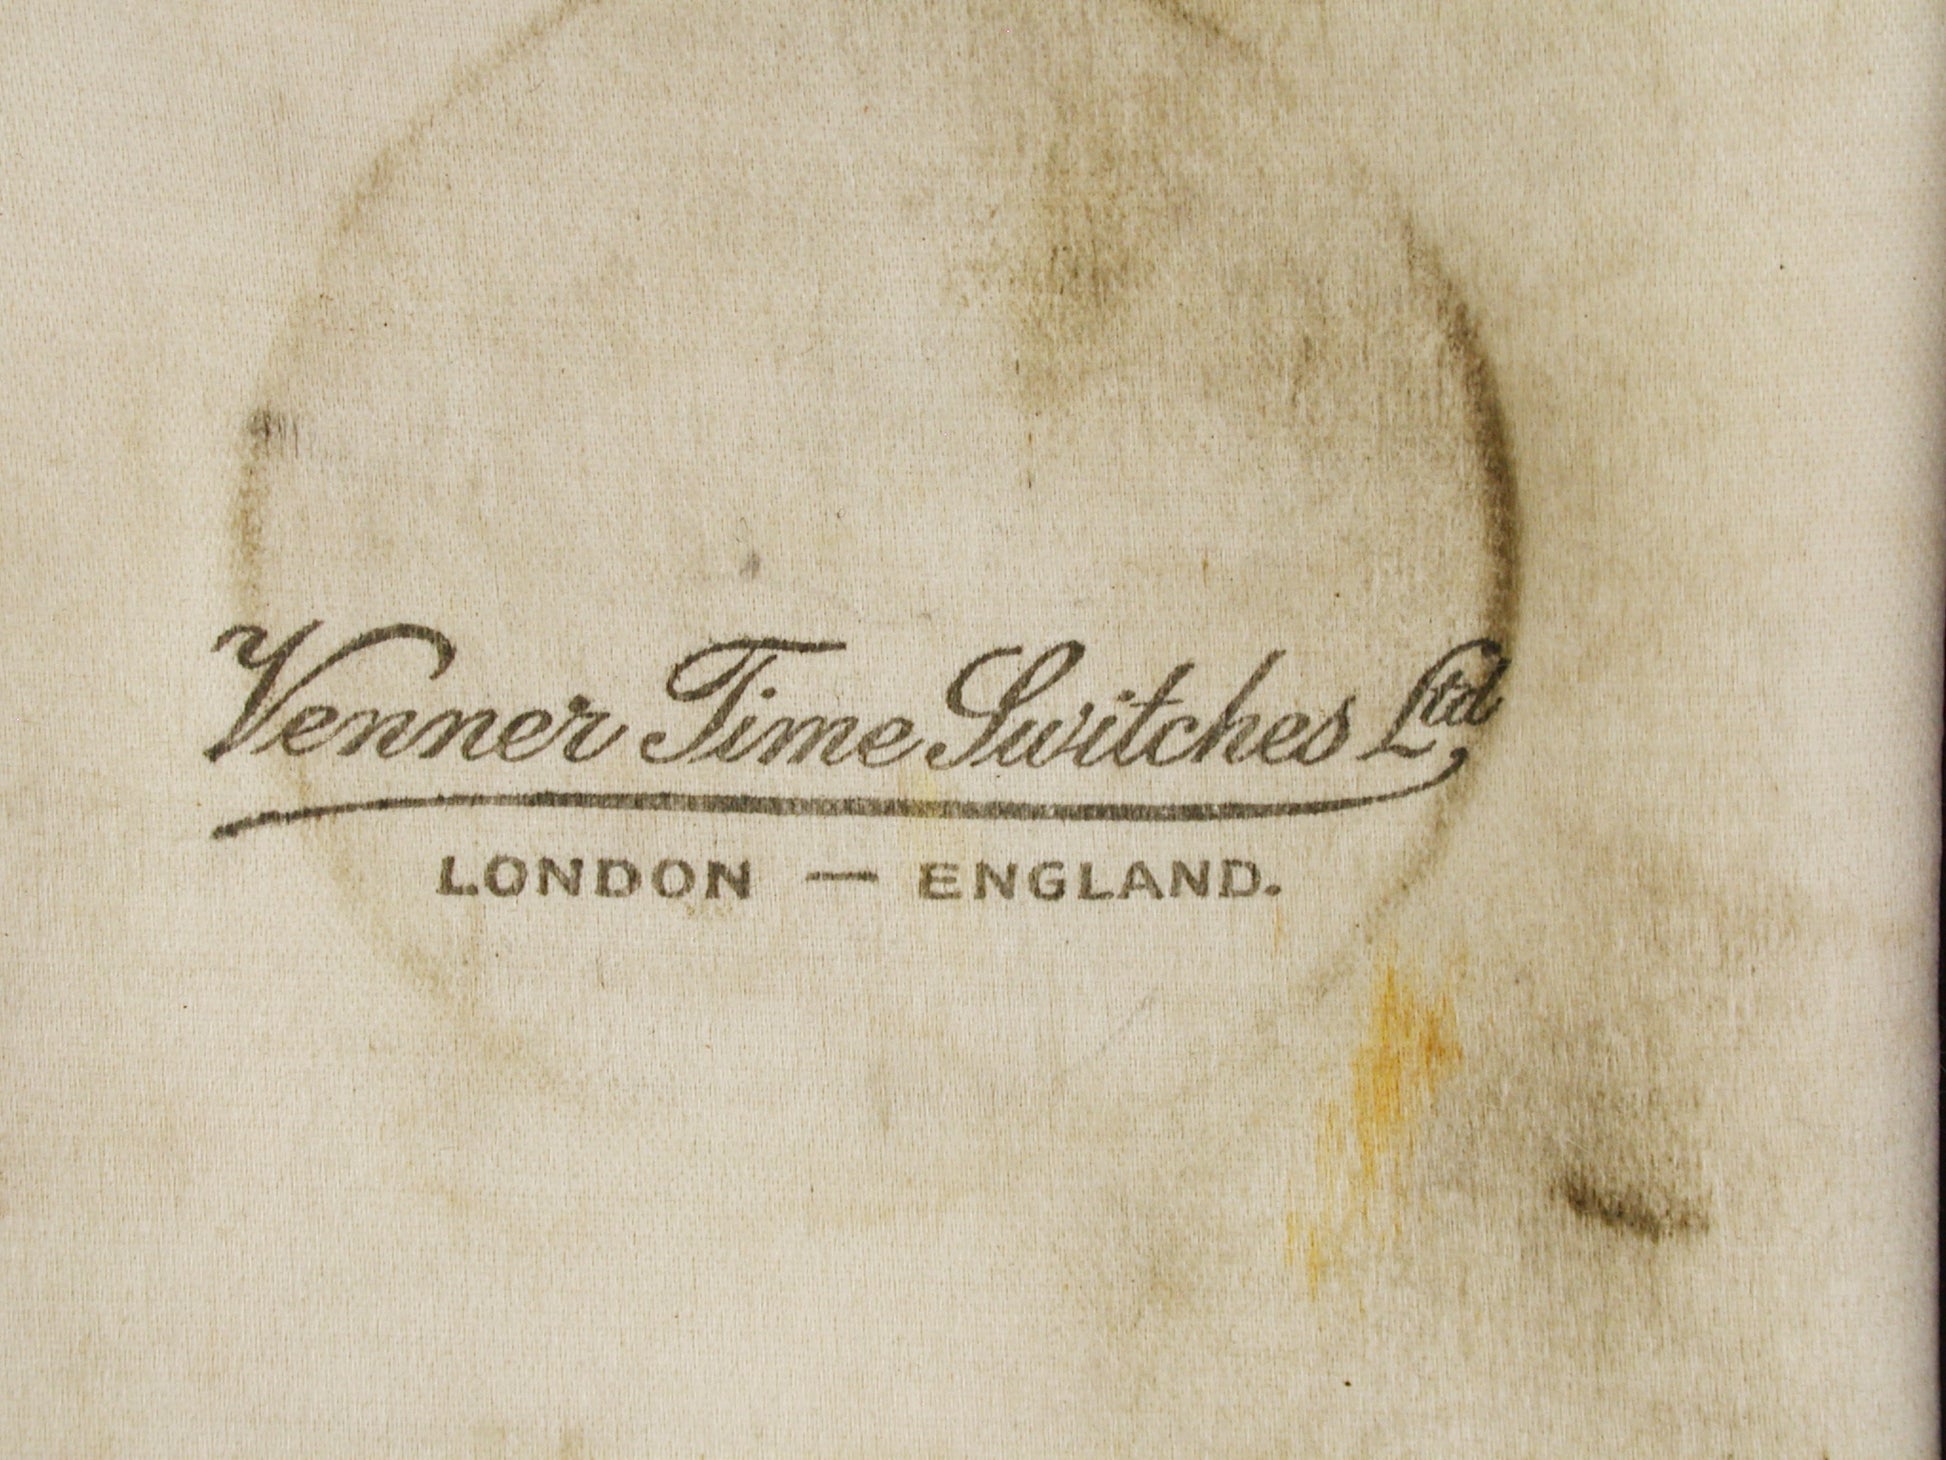 Venner Time Switches Ltd
LONDON — ENGLAND.